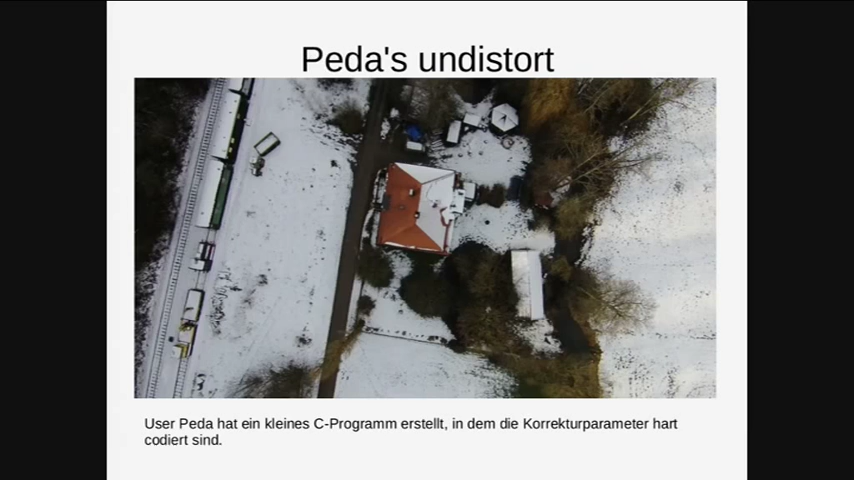 Peda's undistort
User Peda hat ein kleines C-Programm erstellt, in dem die Korrekturparameter hart
codiert sind.